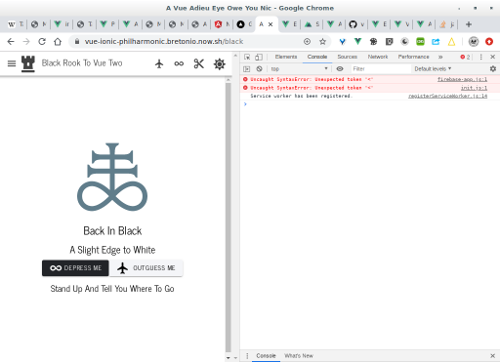 A Vue Adieu Eye Owe You Nic - Google Chrome
vue-ionic-philharmonic.bretonio.now.sh/black
Black Rook To Vue Two
Elements Console Sources Network Performance » 2
top Filter Default levels ▾
Uncaught SyntaxError: Unexpected token '<' firebase-app.js:1
Uncaught SyntaxError: Unexpected token '<' init.js:1
Service worker has been registered. registerServiceWorker.js:54
Back In Black
A Slight Edge to White
DEPRESS ME OUTGUESS ME
Stand Up And Tell You Where To Go
Console What's New